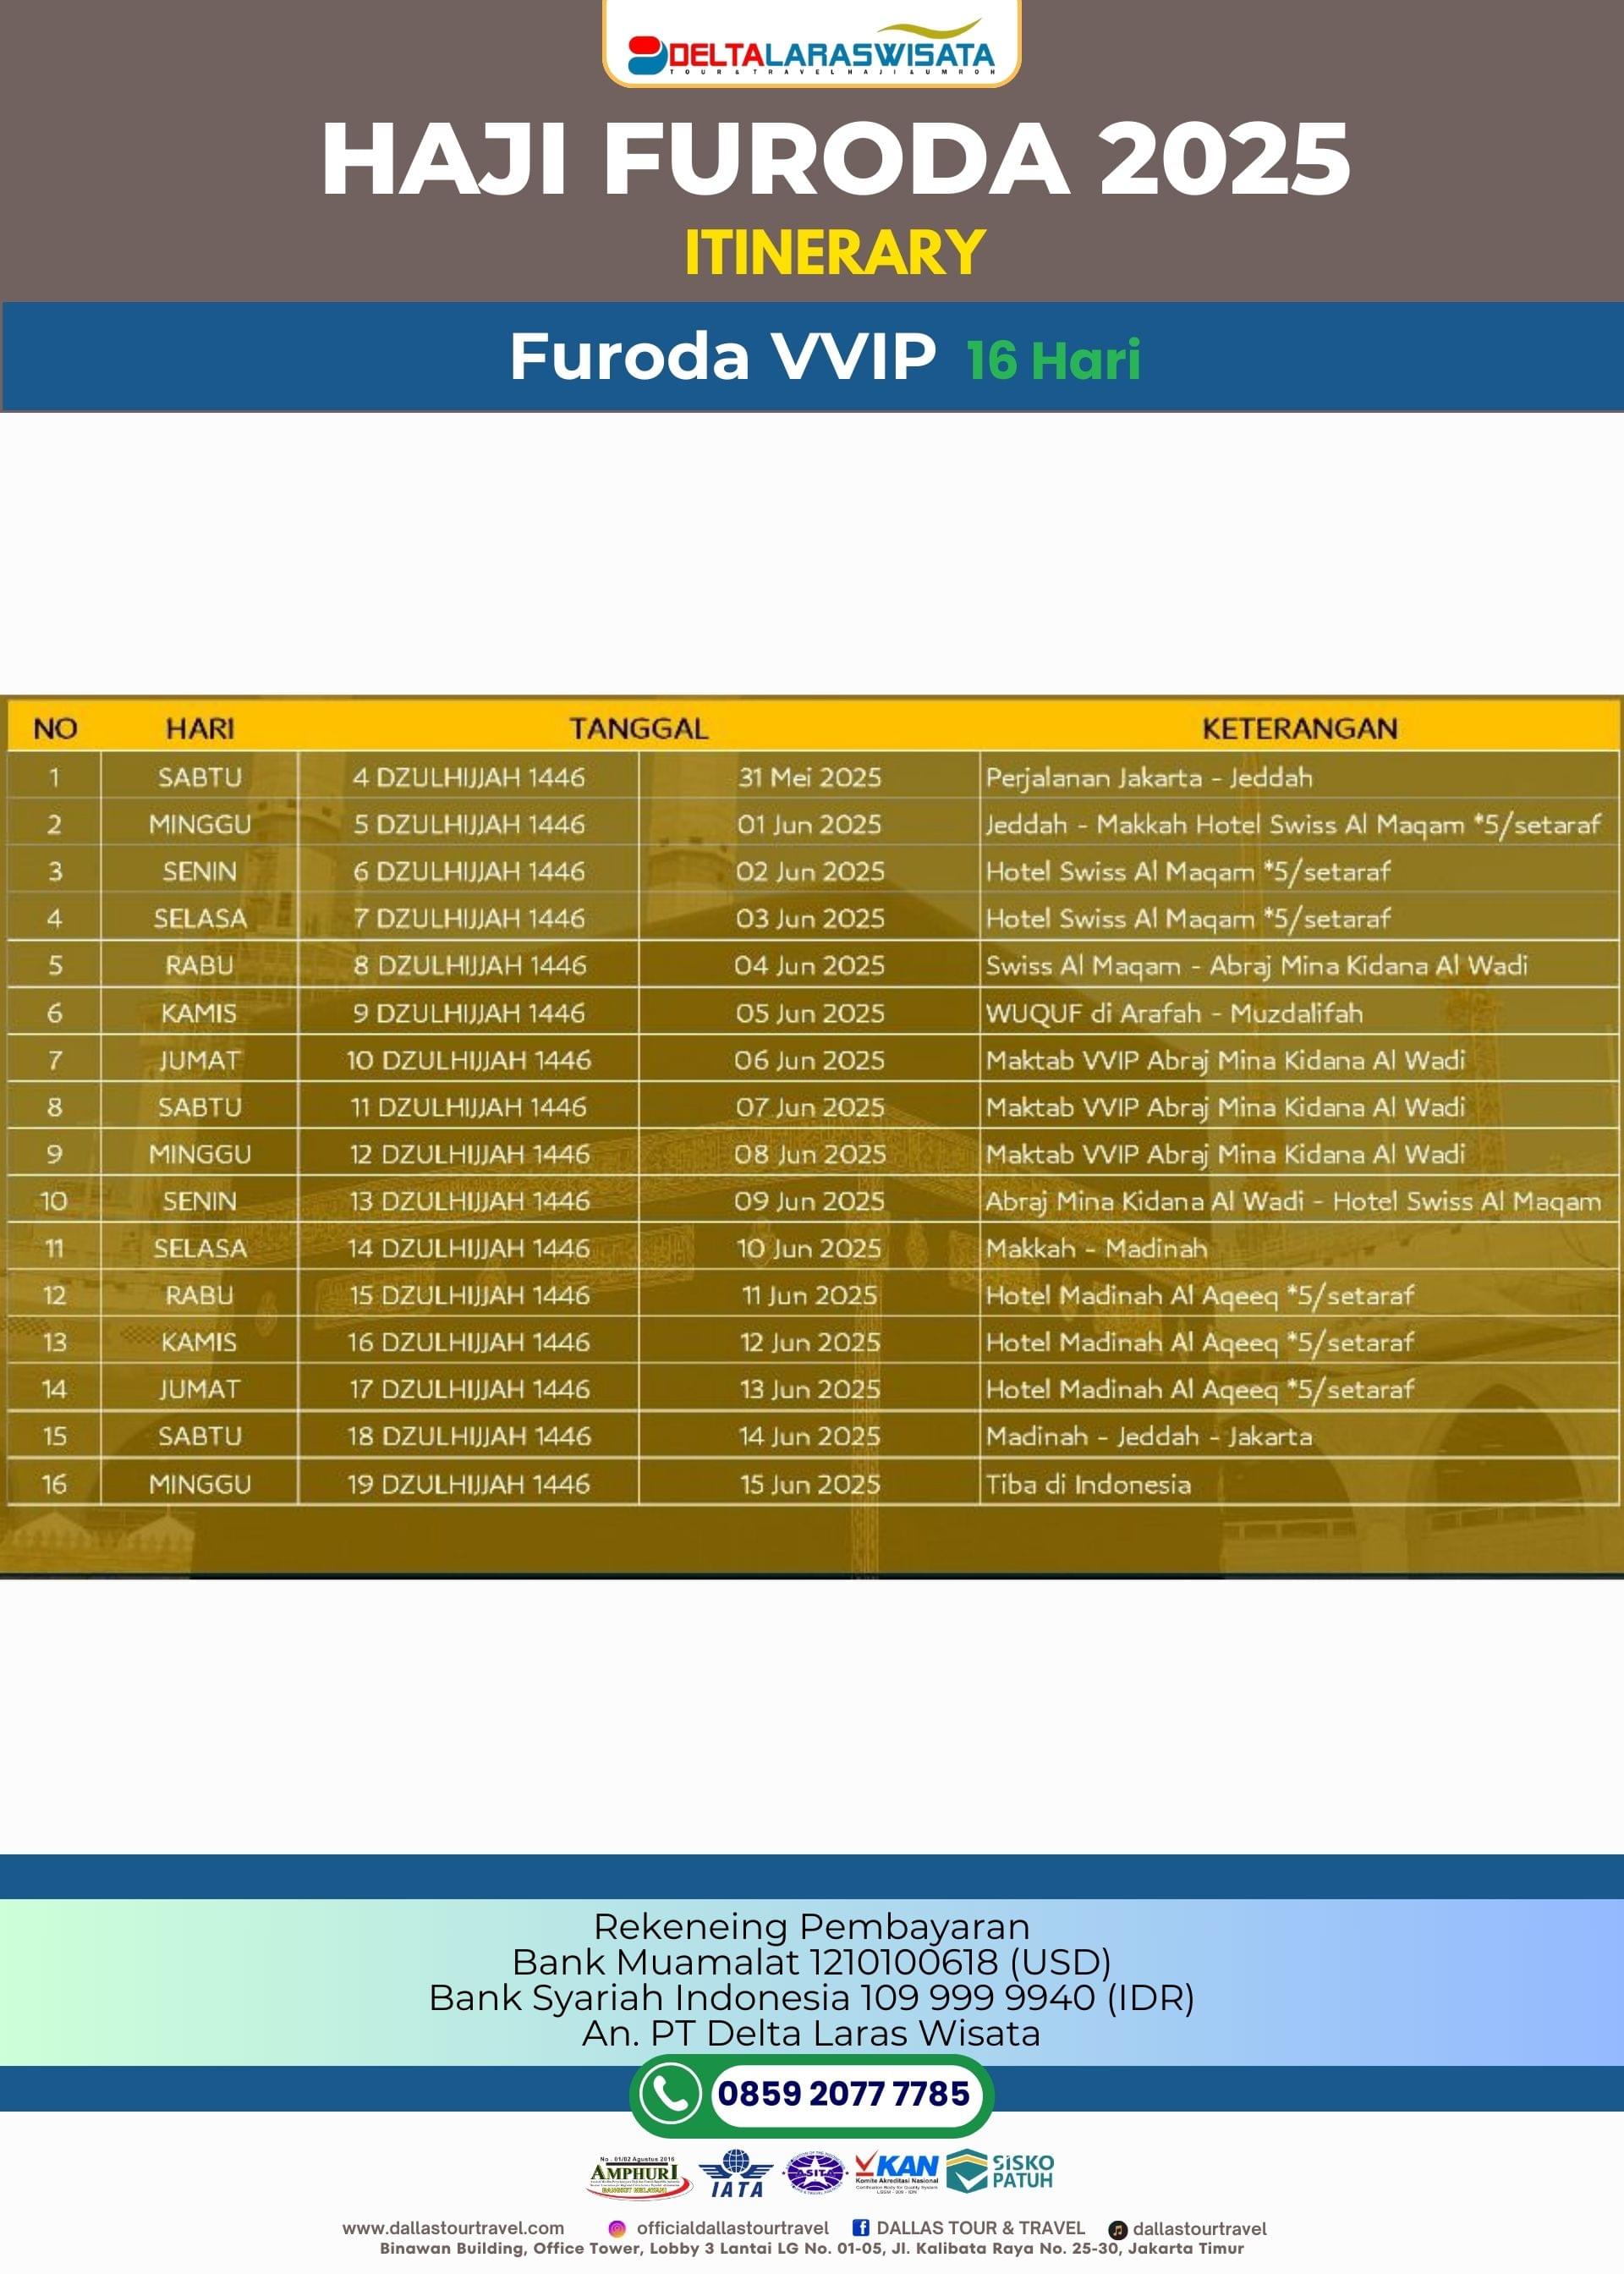 DELTALARASWISATA
TOUR & TRAVEL HAJI & UMROH
HAJI FURODA 2025
ITINERARY
Furoda VVIP 16 Hari
NO HARI TANGGAL KETERANGAN
1 SABTU 4 DZULHIJJAH 1446 31 Mei 2025 Perjalanan Jakarta - Jeddah
2 MINGGU 5 DZULHIJJAH 1446 01 Jun 2025 Jeddah - Makkah Hotel Swiss Al Maqam *5/setaraf
3 SENIN 6 DZULHIJJAH 1446 02 Jun 2025 Hotel Swiss Al Maqam *5/setaraf
4 SELASA 7 DZULHIJJAH 1446 03 Jun 2025 Hotel Swiss Al Maqam *5/setaraf
5 RABU 8 DZULHIJJAH 1446 04 Jun 2025 Swiss Al Maqam - Abraj Mina Kidana Al Wadi
6 KAMIS 9 DZULHIJJAH 1446 05 Jun 2025 WUQUF di Arafah - Muzdalifah
7 JUMAT 10 DZULHIJJAH 1446 06 Jun 2025 Maktab VVIP Abraj Mina Kidana Al Wadi
8 SABTU 11 DZULHIJJAH 1446 07 Jun 2025 Maktab VVIP Abraj Mina Kidana Al Wadi
9 MINGGU 12 DZULHIJJAH 1446 08 Jun 2025 Maktab VVIP Abraj Mina Kidana Al Wadi
10 SENIN 13 DZULHIJJAH 1446 09 Jun 2025 Abraj Mina Kidana Al Wadi - Hotel Swiss Al Maqam
11 SELASA 14 DZULHIJJAH 1446 10 Jun 2025 Makkah - Madinah
12 RABU 15 DZULHIJJAH 1446 11 Jun 2025 Hotel Madinah Al Aqeeq *5/setaraf
13 KAMIS 16 DZULHIJJAH 1446 12 Jun 2025 Hotel Madinah Al Aqeeq *5/setaraf
14 JUMAT 17 DZULHIJJAH 1446 13 Jun 2025 Hotel Madinah Al Aqeeq *5/setaraf
15 SABTU 18 DZULHIJJAH 1446 14 Jun 2025 Madinah - Jeddah - Jakarta
16 MINGGU 19 DZULHIJJAH 1446 15 Jun 2025 Tiba di Indonesia
Rekeneing Pembayaran
Bank Muamalat 1210100618 (USD)
Bank Syariah Indonesia 109 999 9940 (IDR)
An. PT Delta Laras Wisata
0859 2077 7785
No . 01/02 Agustus 2016
AMPHURI
BANGKIT MELAYANI
IATA
ASITA
KAN
Komite Akreditasi Nasional
SiSKO
PATUH
www.dallastourtravel.com officialdallastourtravel DALLAS TOUR & TRAVEL dallastourtravel
Binawan Building, Office Tower, Lobby 3 Lantai LG No. 01-05, Jl. Kalibata Raya No. 25-30, Jakarta Timur